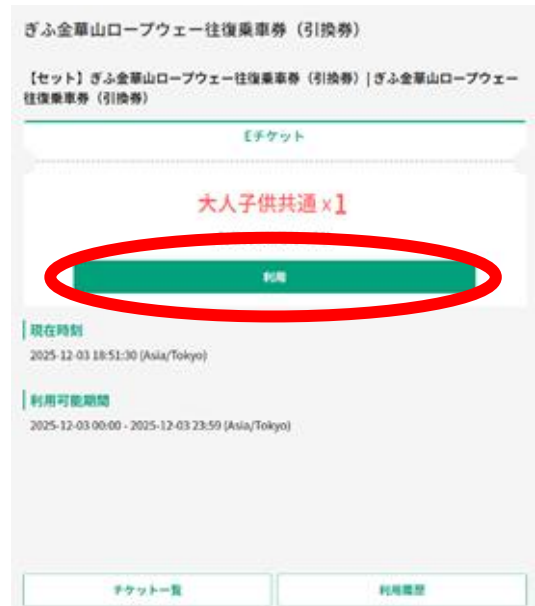 ぎふ金華山ロープウェー往復乗車券（引換券）
【セット】ぎふ金華山ロープウェー往復乗車券（引換券）| ぎふ金華山ロープウェー
往復乗車券（引換券）
Eチケット
大人子供共通 x1
利用
現在時刻
2025-12-03 18:51:30 (Asia/Tokyo)
利用可能期間
2025-12-03 00:00 - 2025-12-03 23:59 (Asia/Tokyo)
チケット一覧
利用履歴